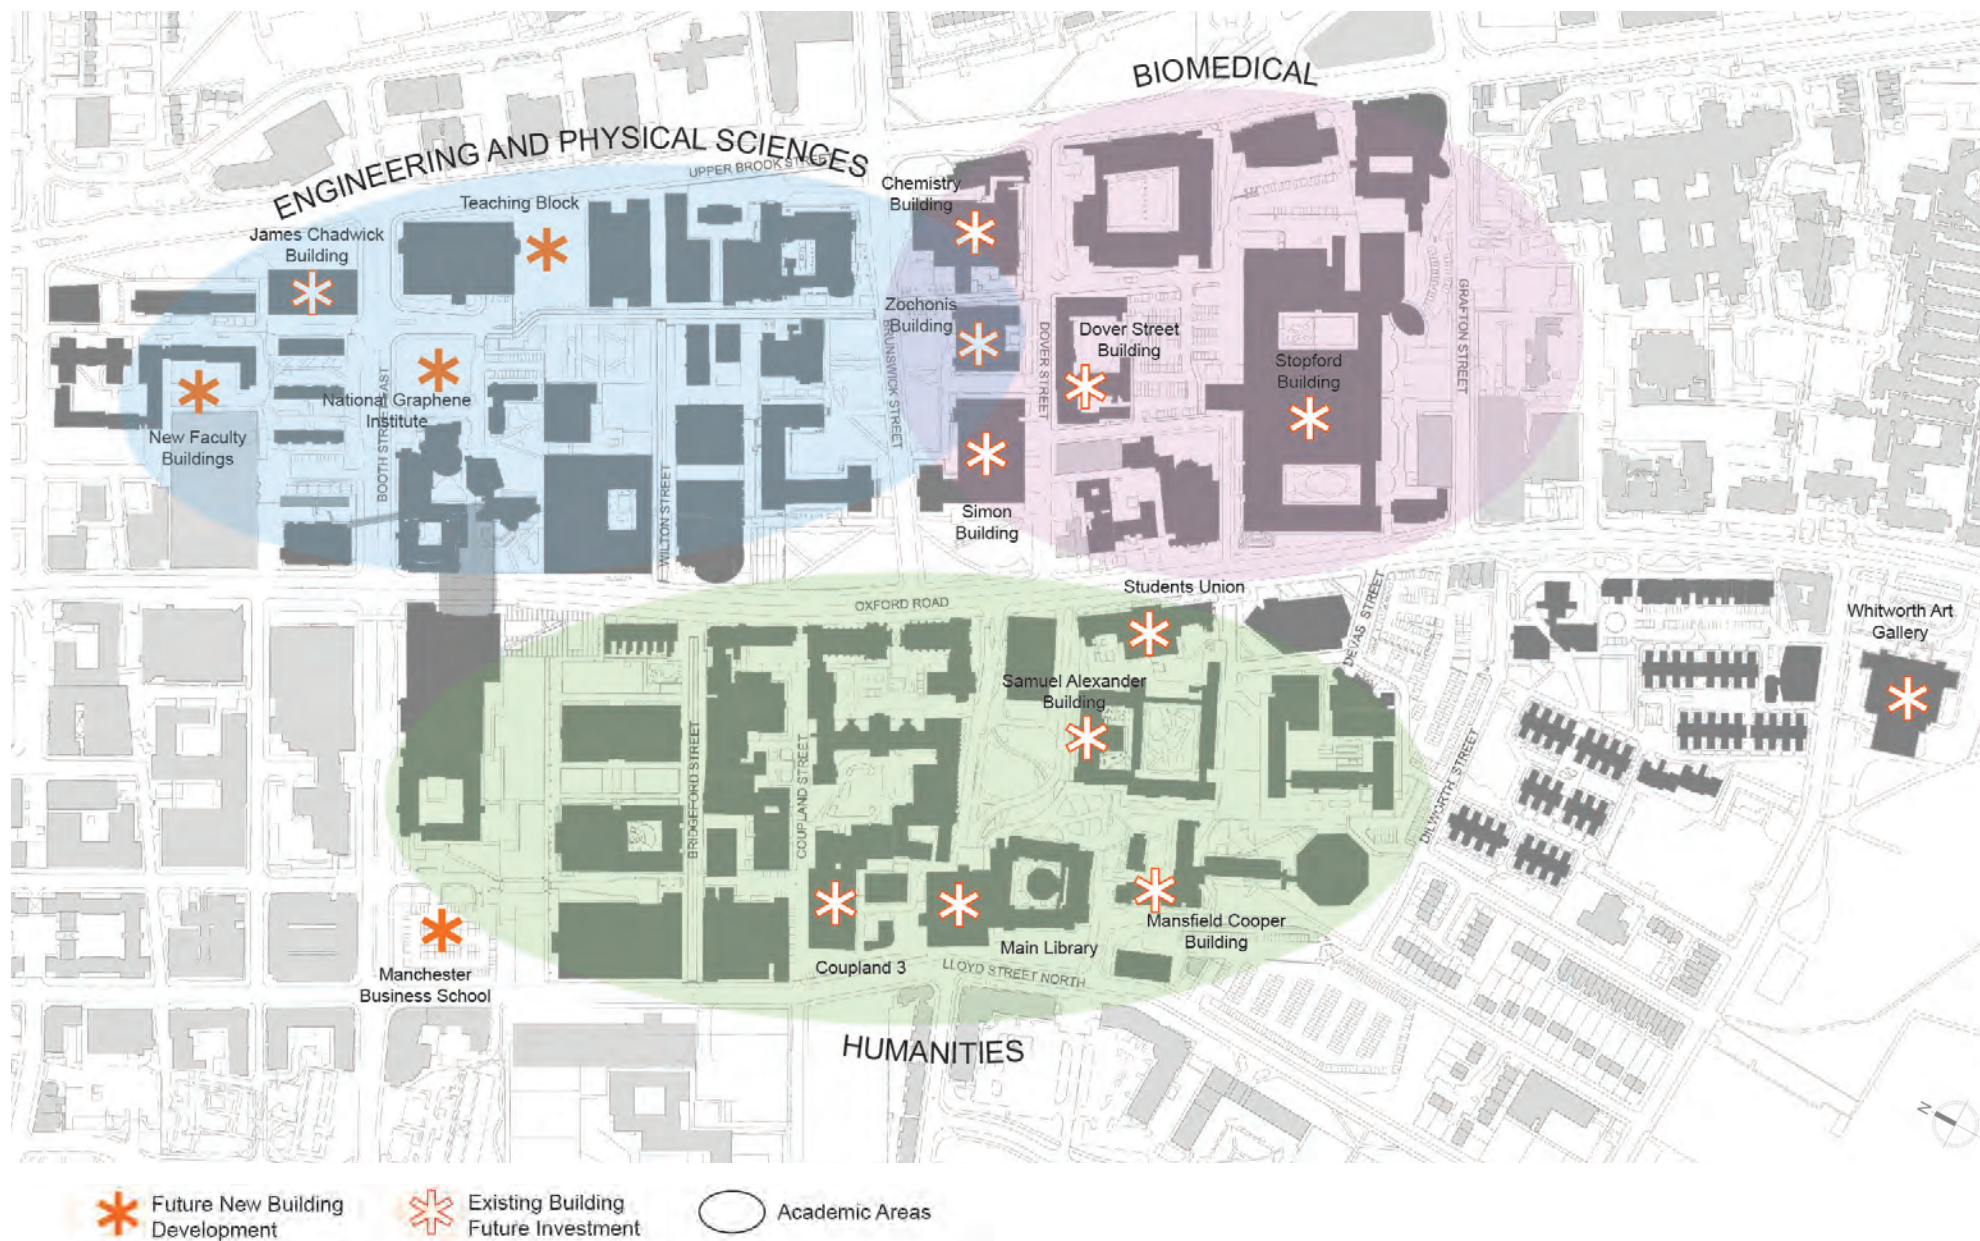 BIOMEDICAL
ENGINEERING AND PHYSICAL SCIENCES
UPPER BROOK STREET
Chemistry
Building
Teaching Block
James Chadwick
Building
Zochonis
Building
Dover Street
Building
Stopford
Building
National Graphene
Institute
New Faculty
Buildings
BOOTH STREET EAST
WILTON STREET
BRUNSWICK STREET
DOVER STREET
GRAFTON STREET
Simon
Building
Students Union
OXFORD ROAD
DEVAS STREET
Whitworth Art
Gallery
Samuel Alexander
Building
BRIDGEFORD STREET
COUPLAND STREET
DILWORTH STREET
Mansfield Cooper
Building
Main Library
Coupland 3
LLOYD STREET NORTH
Manchester
Business School
HUMANITIES
N
Future New Building
Development
Existing Building
Future Investment
Academic Areas